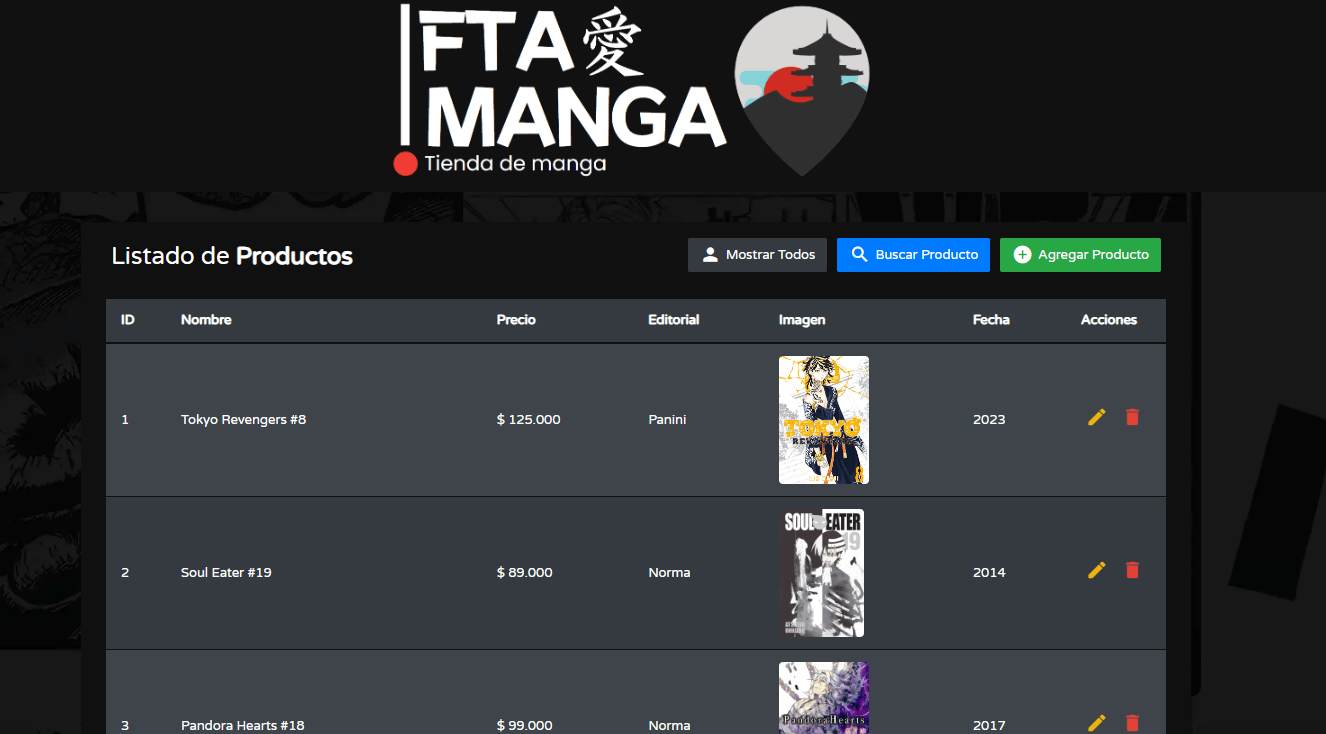 FTA 愛
MANGA
Tienda de manga
Listado de Productos
Mostrar Todos
Buscar Producto
Agregar Producto
ID Nombre Precio Editorial Imagen Fecha Acciones
1 Tokyo Revengers #8 $ 125.000 Panini 2023
TOKYO
8
2 Soul Eater #19 $ 89.000 Norma 2014
SOUL EATER
19
3 Pandora Hearts #18 $ 99.000 Norma 2017
PandoraHearts